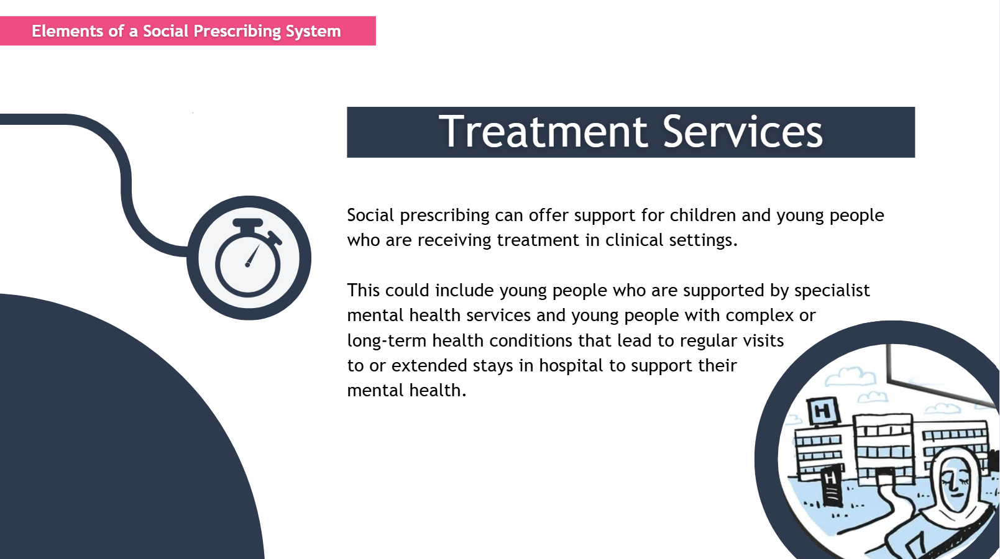 Elements of a Social Prescribing System
Treatment Services
Social prescribing can offer support for children and young people
who are receiving treatment in clinical settings.
This could include young people who are supported by specialist
mental health services and young people with complex or
long-term health conditions that lead to regular visits
to or extended stays in hospital to support their
mental health.
H
H